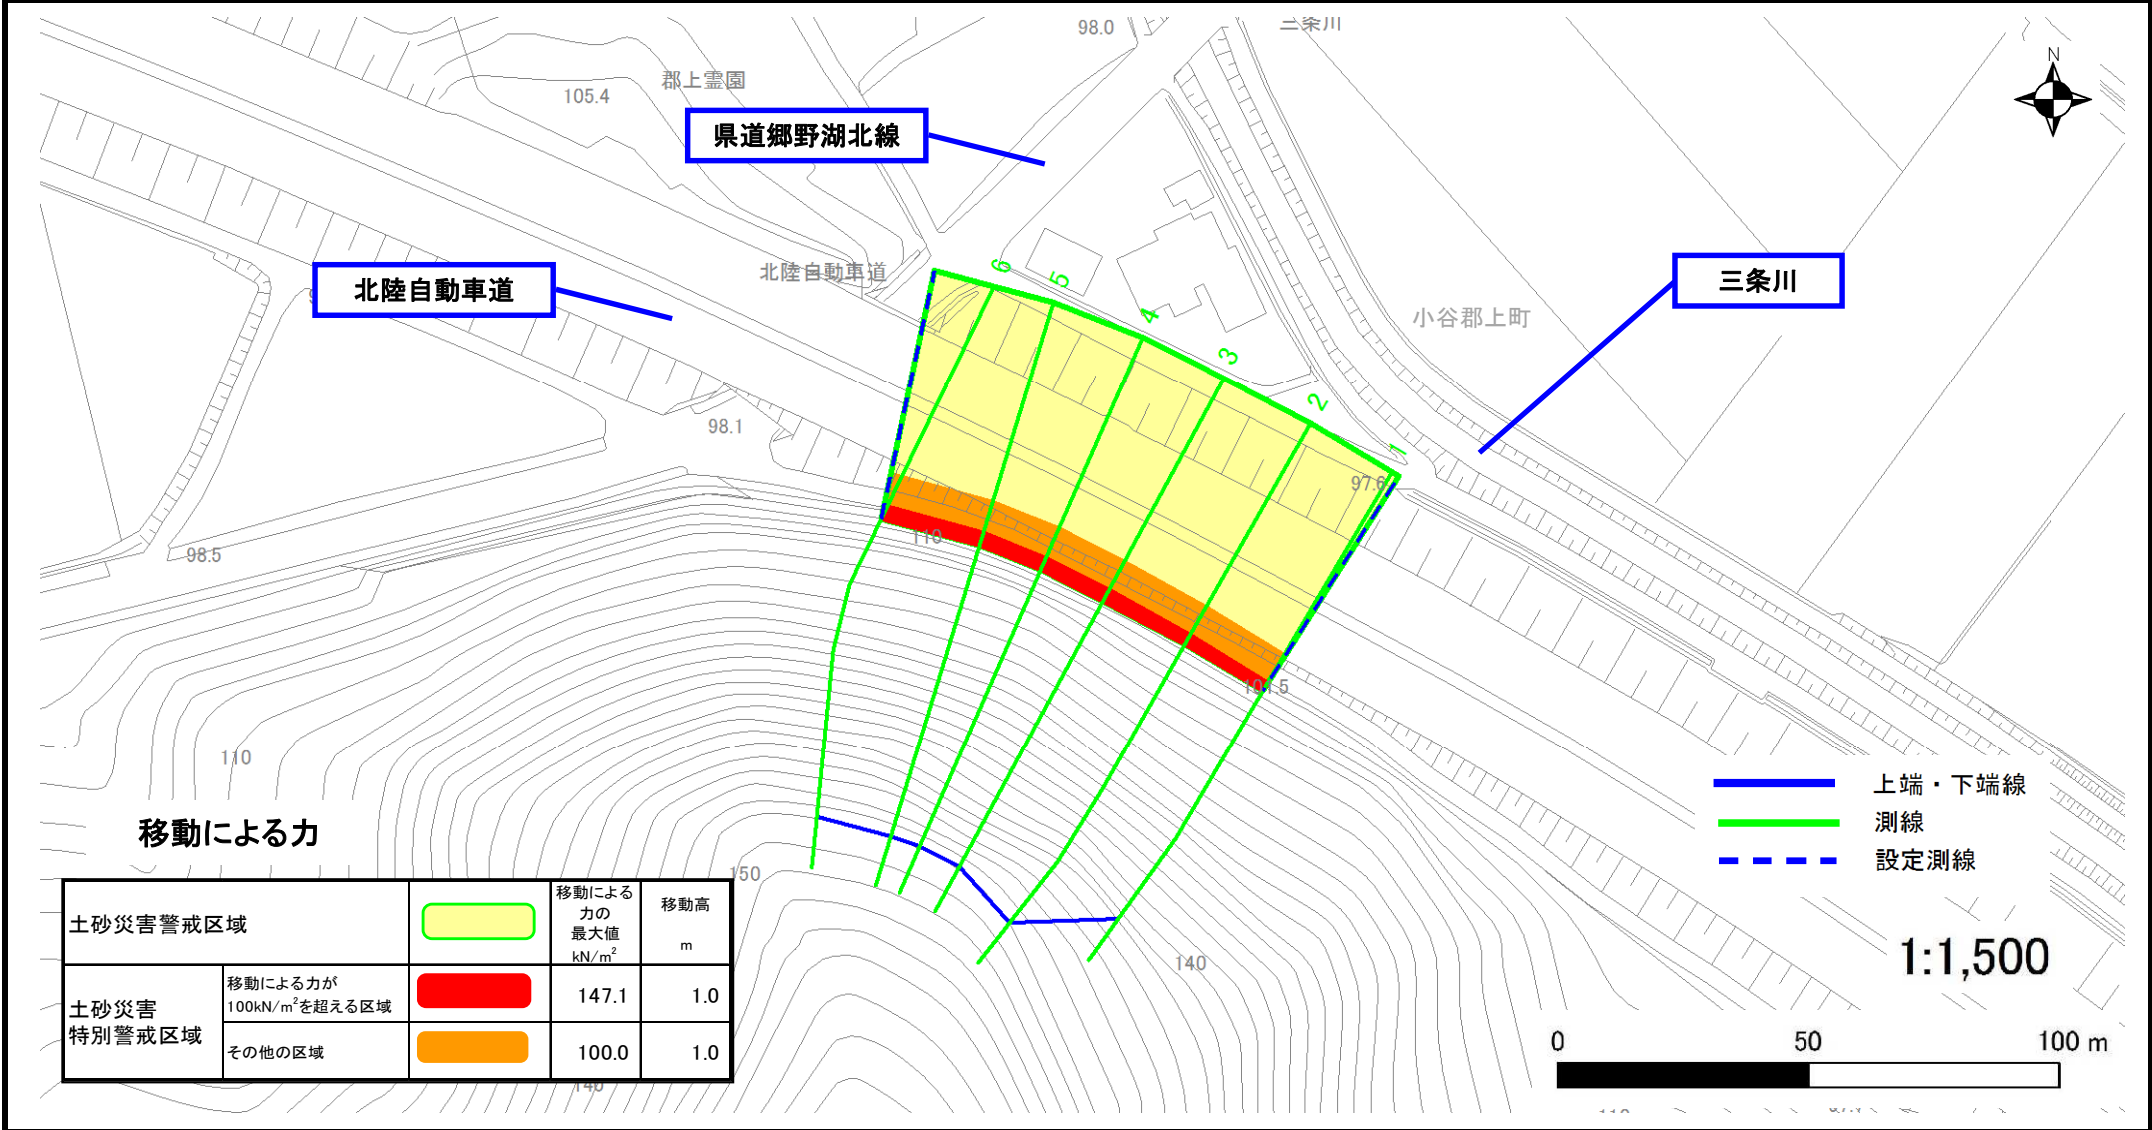 三条川
98.0
N
郡上霊園
105.4
県道郷野湖北線
北陸自動車道
北陸自動車道
三条川
小谷郡上町
6
5
4
3
2
1
98.1
97.6
98.5
110
101.5
110
150
140
移動による力
土砂災害警戒区域
移動による
力の
最大値
kN/m²
移動高
m
土砂災害
特別警戒区域
移動による力が
100kN/m²を超える区域
147.1
1.0
その他の区域
100.0
1.0
140
上端・下端線
測線
設定測線
1:1,500
0
50
100 m